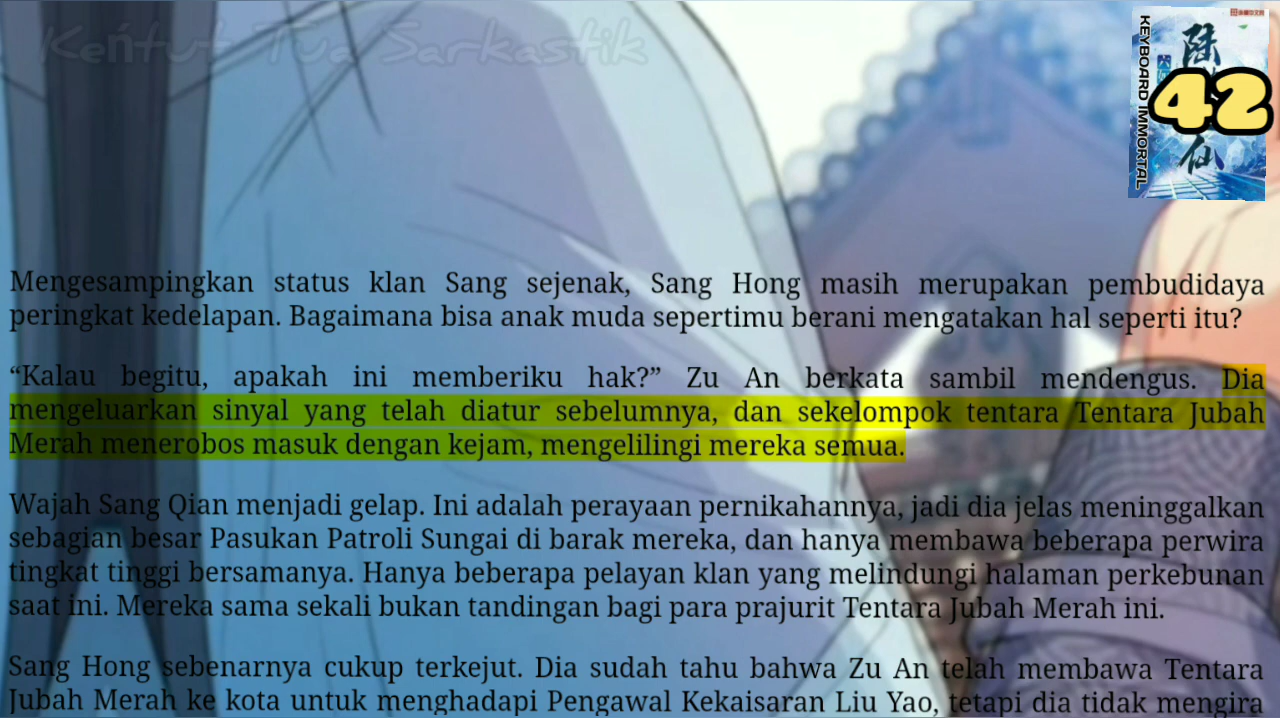 Kentut Tua Sarkastik
KEYBOARD IMMORTAL
42
Mengesampingkan status klan Sang sejenak, Sang Hong masih merupakan pembudidaya
peringkat kedelapan. Bagaimana bisa anak muda sepertimu berani mengatakan hal seperti itu?
“Kalau begitu, apakah ini memberiku hak?” Zu An berkata sambil mendengus. Dia
mengeluarkan sinyal yang telah diatur sebelumnya, dan sekelompok tentara Tentara Jubah
Merah menerobos masuk dengan kejam, mengelilingi mereka semua.
Wajah Sang Qian menjadi gelap. Ini adalah perayaan pernikahannya, jadi dia jelas meninggalkan
sebagian besar Pasukan Patroli Sungai di barak mereka, dan hanya membawa beberapa perwira
tingkat tinggi bersamanya. Hanya beberapa pelayan klan yang melindungi halaman perkebunan
saat ini. Mereka sama sekali bukan tandingan bagi para prajurit Tentara Jubah Merah ini.
Sang Hong sebenarnya cukup terkejut. Dia sudah tahu bahwa Zu An telah membawa Tentara
Jubah Merah ke kota untuk menghadapi Pengawal Kekaisaran Liu Yao, tetapi dia tidak mengira